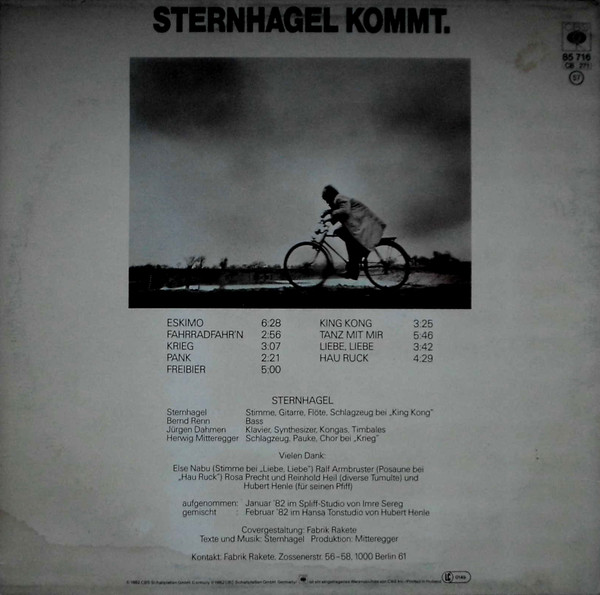 STERNHAGEL KOMMT.
85 716
57
ESKIMO 6:28
FAHRRADFAHR'N 2:56
KRIEG 3:07
PANK 2:21
FREIBIER 5:00
KING KONG 3:25
TANZ MIT MIR 5:46
LIEBE, LIEBE 3:42
HAU RUCK 4:29
STERNHAGEL
Sternhagel Stimme, Gitarre, Flöte, Schlagzeug bei „King Kong"
Bernd Renn Bass
Jürgen Dahmen Klavier, Synthesizer, Kongas, Timbales
Herwig Mitteregger Schlagzeug, Pauke, Chor bei „Krieg"
Vielen Dank:
Else Nabu (Stimme bei „Liebe, Liebe") Ralf Armbruster (Posaune bei
„Hau Ruck") Rosa Precht und Reinhold Heil (diverse Tumulte) und
Hubert Henle (für seinen Pfiff)
aufgenommen: Januar '82 im Spliff-Studio von Imre Sereg
gemischt : Februar '82 im Hansa Tonstudio von Hubert Henle
Covergestaltung: Fabrik Rakete
Texte und Musik: Sternhagel Produktion: Mitteregger
Kontakt: Fabrik Rakete, Zossenerstr. 56–58, 1000 Berlin 61